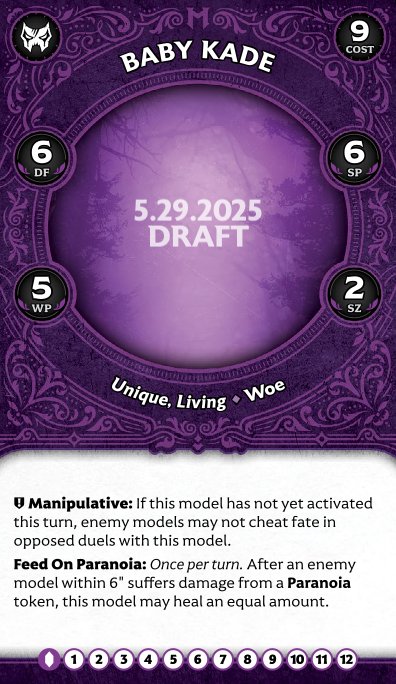 M
BABY KADE
9
COST
6
DF
6
SP
5.29.2025
DRAFT
5
WP
2
SZ
Unique, Living ⬥ Woe
Manipulative: If this model has not yet activated
this turn, enemy models may not cheat fate in
opposed duels with this model.
Feed On Paranoia: Once per turn. After an enemy
model within 6" suffers damage from a Paranoia
token, this model may heal an equal amount.
1 2 3 4 5 6 7 8 9 10 11 12